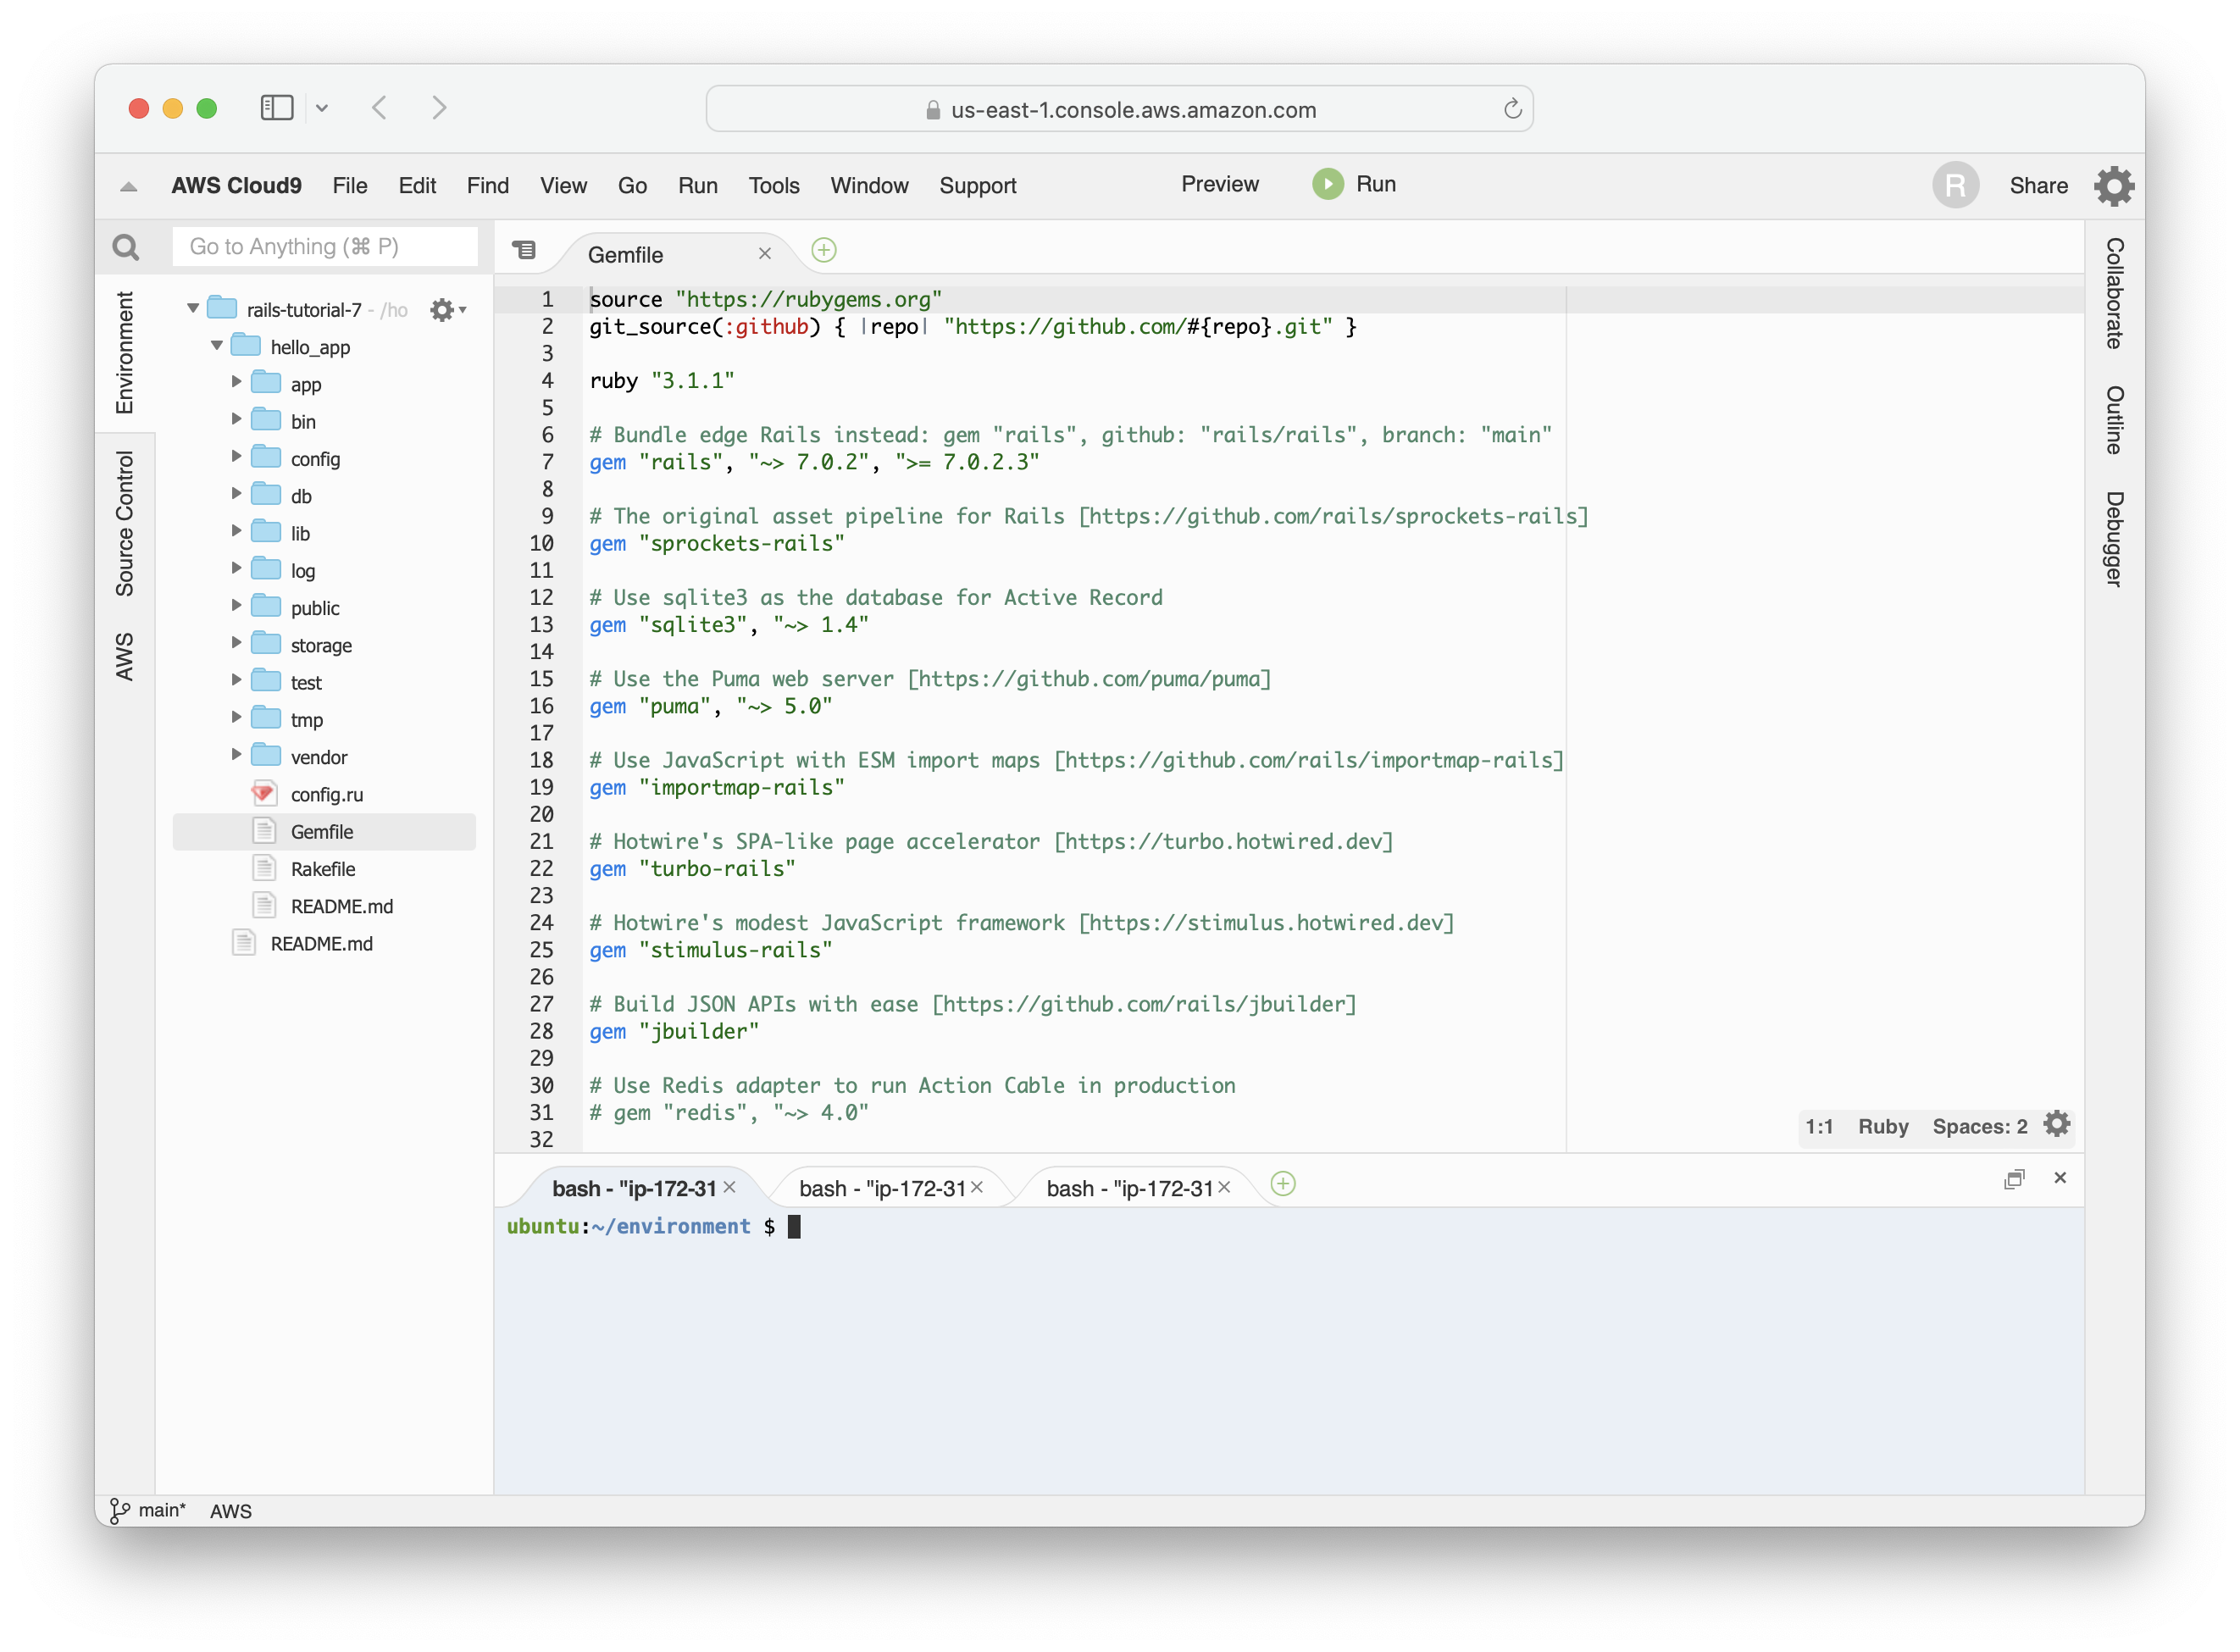 us-east-1.console.aws.amazon.com
AWS Cloud9 File Edit Find View Go Run Tools Window Support Preview Run R Share
Go to Anything (⌘ P)
Gemfile
Environment
Source Control
AWS
rails-tutorial-7 - /ho
hello_app
app
bin
config
db
lib
log
public
storage
test
tmp
vendor
config.ru
Gemfile
Rakefile
README.md
README.md
1 source "https://rubygems.org"
2 git_source(:github) { |repo| "https://github.com/#{repo}.git" }
3
4 ruby "3.1.1"
5
6 # Bundle edge Rails instead: gem "rails", github: "rails/rails", branch: "main"
7 gem "rails", "~> 7.0.2", ">= 7.0.2.3"
8
9 # The original asset pipeline for Rails [https://github.com/rails/sprockets-rails]
10 gem "sprockets-rails"
11
12 # Use sqlite3 as the database for Active Record
13 gem "sqlite3", "~> 1.4"
14
15 # Use the Puma web server [https://github.com/puma/puma]
16 gem "puma", "~> 5.0"
17
18 # Use JavaScript with ESM import maps [https://github.com/rails/importmap-rails]
19 gem "importmap-rails"
20
21 # Hotwire's SPA-like page accelerator [https://turbo.hotwired.dev]
22 gem "turbo-rails"
23
24 # Hotwire's modest JavaScript framework [https://stimulus.hotwired.dev]
25 gem "stimulus-rails"
26
27 # Build JSON APIs with ease [https://github.com/rails/jbuilder]
28 gem "jbuilder"
29
30 # Use Redis adapter to run Action Cable in production
31 # gem "redis", "~> 4.0"
32
1:1 Ruby Spaces: 2
Collaborate
Outline
Debugger
bash - "ip-172-31 bash - "ip-172-31 bash - "ip-172-31
ubuntu:~/environment $
main* AWS